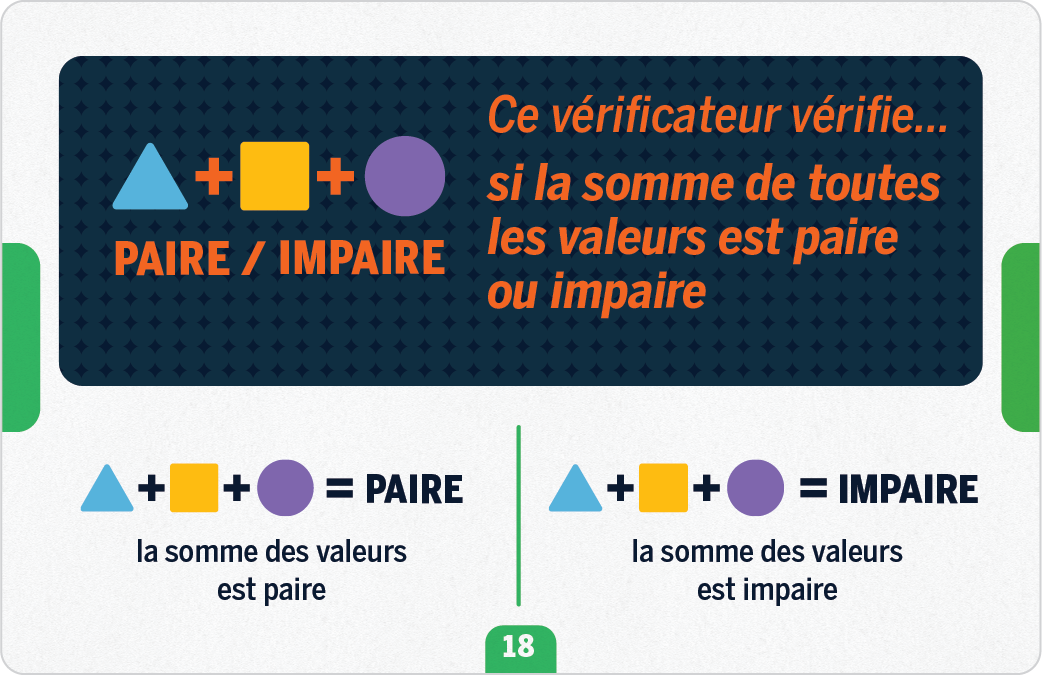 Ce vérificateur vérifie...
si la somme de toutes
les valeurs est paire
ou impaire
+ +
PAIRE / IMPAIRE
+ + = PAIRE
la somme des valeurs
est paire
+ + = IMPAIRE
la somme des valeurs
est impaire
18